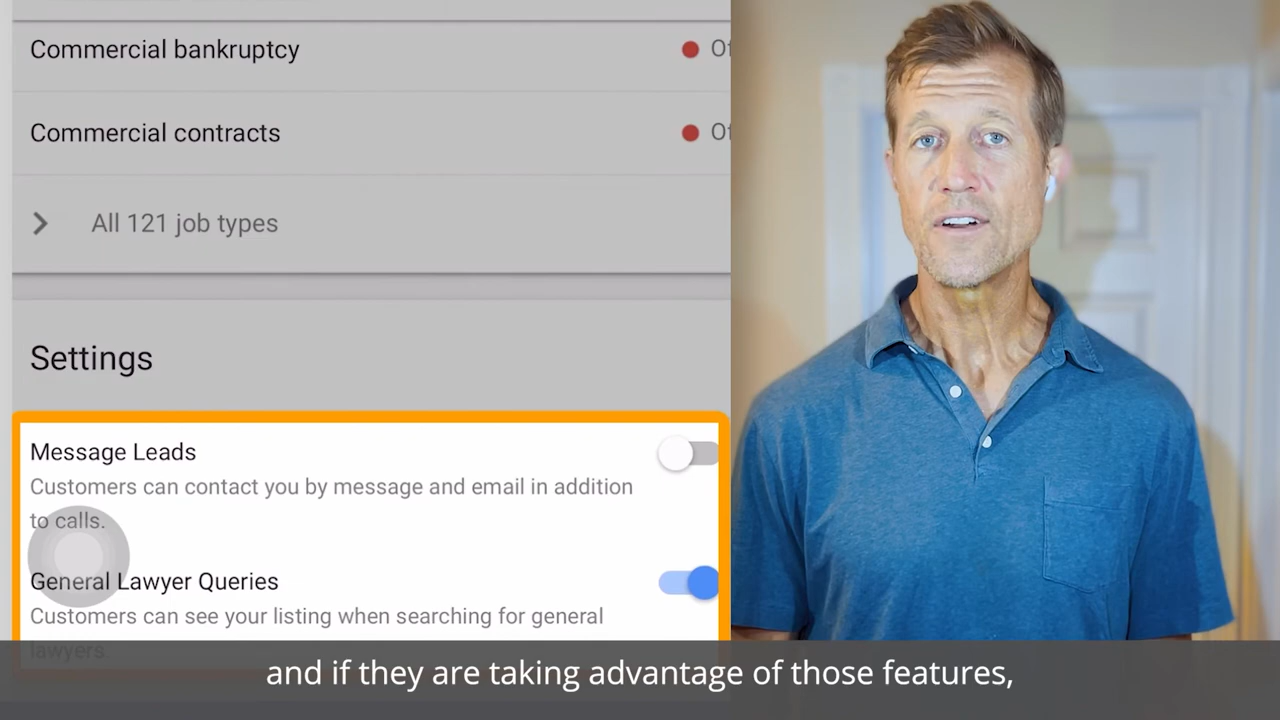 Commercial bankruptcy
Commercial contracts
All 121 job types
Settings
Message Leads
Customers can contact you by message and email in addition
to calls.
General Lawyer Queries
Customers can see your listing when searching for general
lawyers.
and if they are taking advantage of those features,